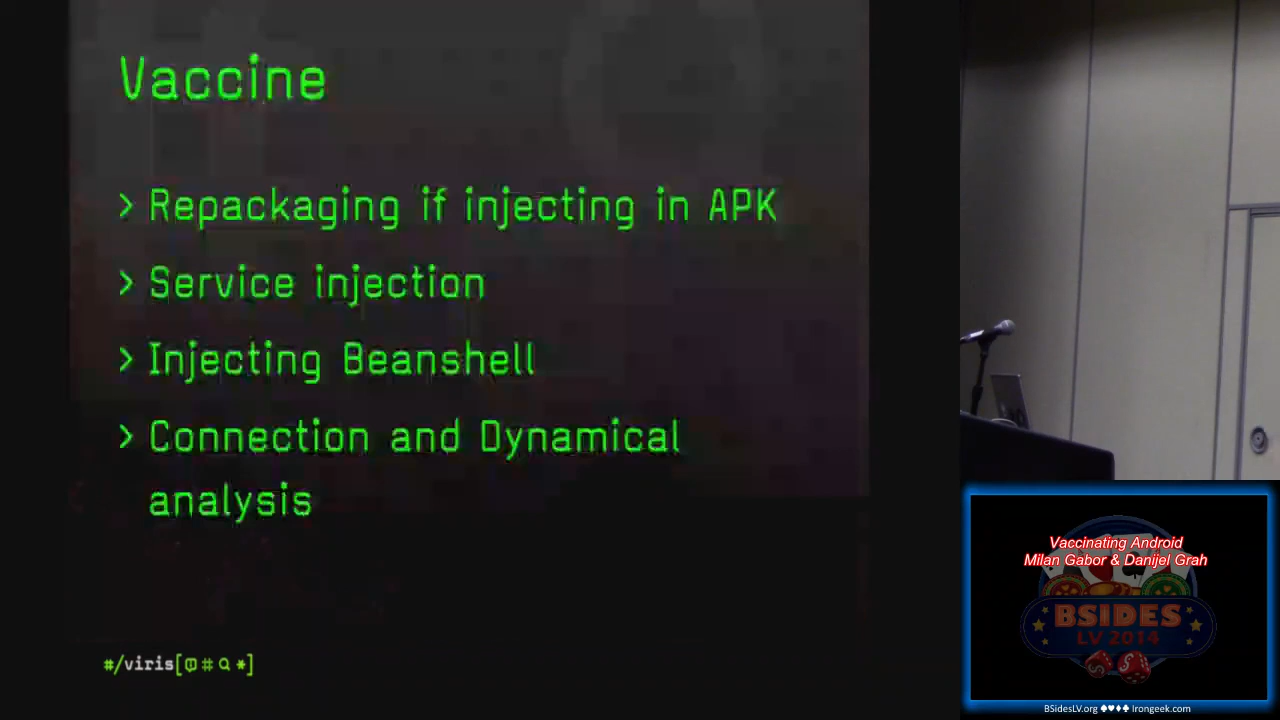 Vaccine
> Repackaging if injecting in APK
> Service injection
> Injecting Beanshell
> Connection and Dynamical
analysis
#/viris[
*]
Vaccinating Android
Milan Gabor & Danijel Grah
BSIDES
LV 2014
BSidesLV.org ♠♥♦♣ Irongeek.com